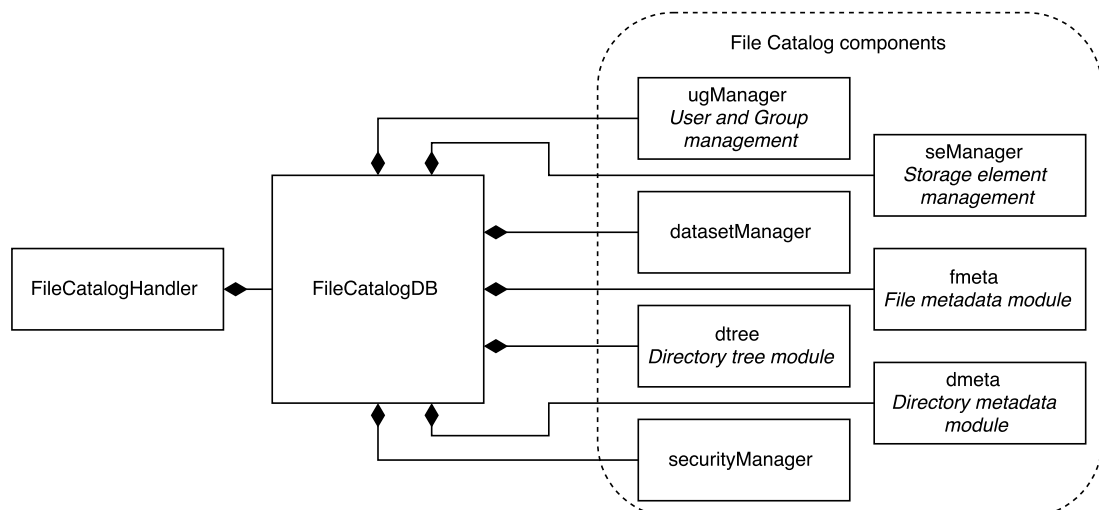 File Catalog components
ugManager
User and Group
management
seManager
Storage element
management
datasetManager
FileCatalogHandler
FileCatalogDB
fmeta
File metadata module
dtree
Directory tree module
dmeta
Directory metadata
module
securityManager